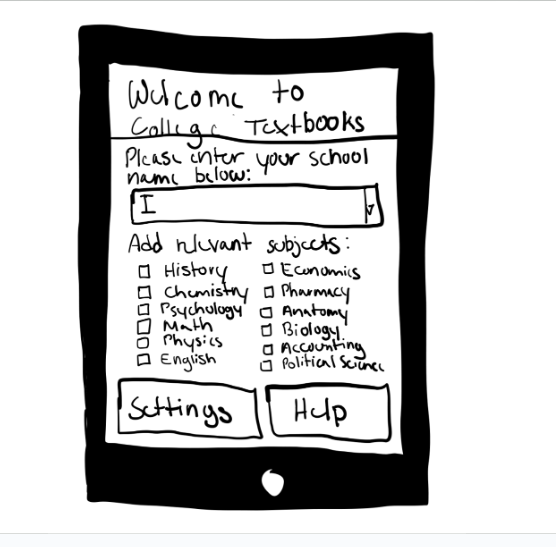 Welcome to
College Textbooks
Please enter your school
name below:
I
Add relevant subjects:
History
Economics
Chemistry
Pharmacy
Psychology
Anatomy
Math
Biology
Physics
Accounting
English
Political Science
Settings
Help